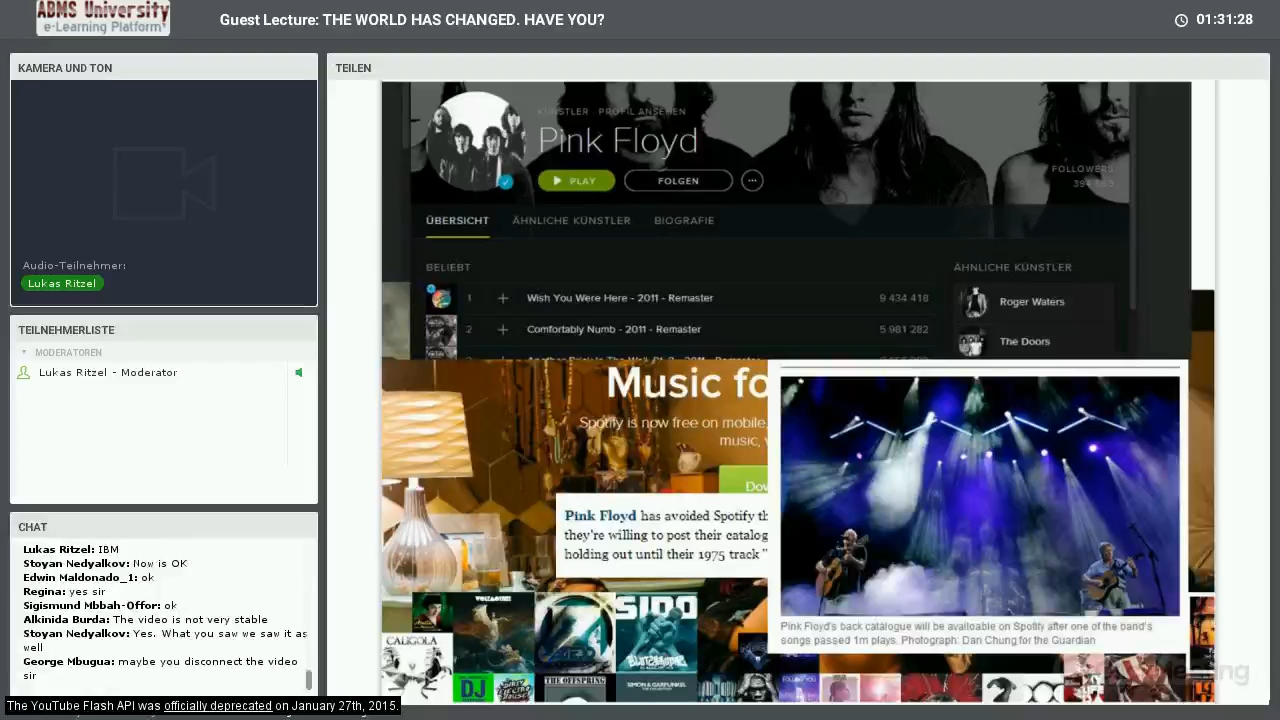 ABMS University
e-Learning Platform
Guest Lecture: THE WORLD HAS CHANGED. HAVE YOU?
01:31:28
KAMERA UND TON
Audio-Teilnehmer:
Lukas Ritzel
TEILNEHMERLISTE
MODERATOREN
Lukas Ritzel - Moderator
CHAT
Lukas Ritzel: IBM
Stoyan Nedyalkov: Now is OK
Edwin Maldonado_1: ok
Regina: yes sir
Sigismund Mbbah-Offor: ok
Alkinida Burda: The video is not very stable
Stoyan Nedyalkov: Yes. What you saw we saw it as
well
George Mbugua: maybe you disconnect the video
sir
The YouTube Flash API was officially deprecated on January 27th, 2015.
TEILEN
KÜNSTLER PROFIL ANSEHEN
Pink Floyd
PLAY
FOLGEN
FOLLOWERS
ÜBERSICHT
ÄHNLICHE KÜNSTLER
BIOGRAFIE
BELIEBT
ÄHNLICHE KÜNSTLER
1 + Wish You Were Here - 2011 - Remaster 9 434 418
Roger Waters
2 + Comfortably Numb - 2011 - Remaster 5 981 282
The Doors
Music fo
Spotify is now free on mobile,
music,
Dow
Pink Floyd has avoided Spotify th
they're willing to post their catalog
holding out until their 1975 track "
Pink Floyd's back catalogue will be availoable on Spotify after one of the band's
songs passed 1m plays. Photograph: Dan Chung for the Guardian
CALIGOLA
SIDO
BLUTZBRÜDAZ
DJ
THE OFFSPRING
SIMON & GARFUNKEL